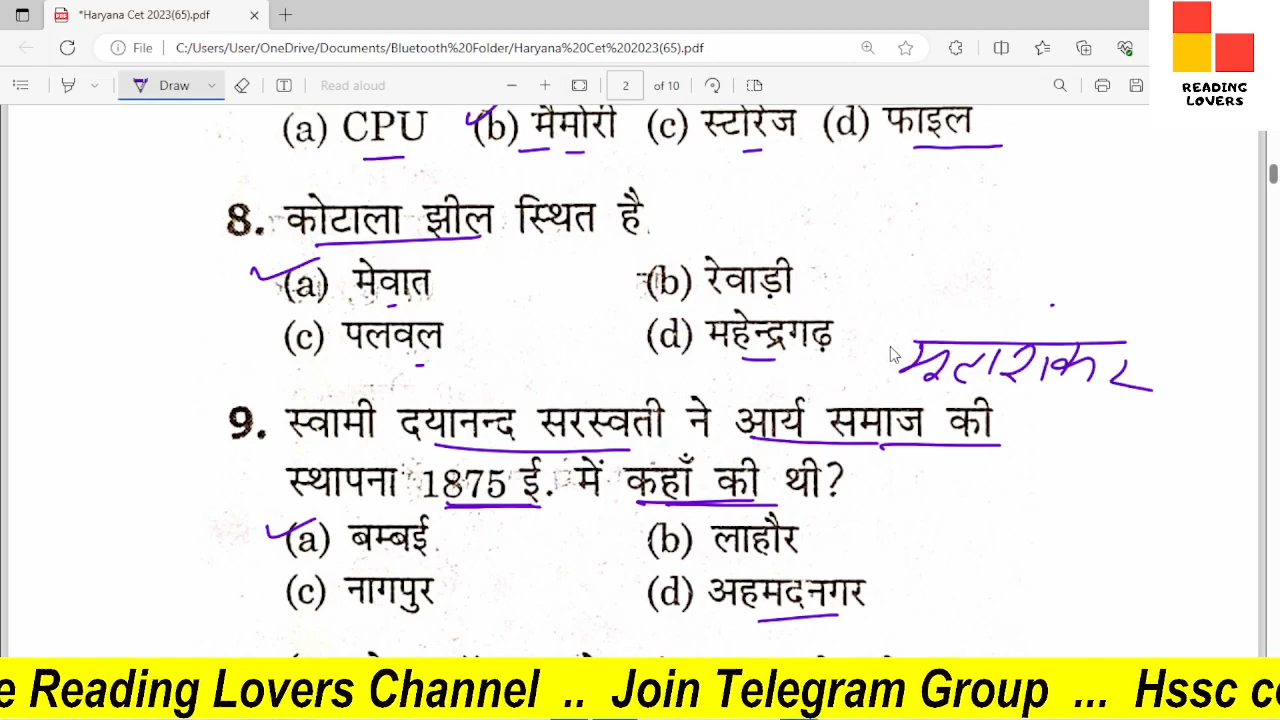 *Haryana Cet 2023(65).pdf
File C:/Users/User/OneDrive/Documents/Bluetooth%20Folder/Haryana%20Cet%202023(65).pdf
Draw Read aloud 2 of 10
READING
LOVERS
(a) CPU (b) मैमोरी (c) स्टोरेज (d) फाइल
8. कोटाला झील स्थित है
(a) मेवात (b) रेवाड़ी
(c) पलवल (d) महेन्द्रगढ़
मूलाशंकर
9. स्वामी दयानन्द सरस्वती ने आर्य समाज की
स्थापना 1875 ई. में कहाँ की थी?
(a) बम्बई (b) लाहौर
(c) नागपुर (d) अहमदनगर
e Reading Lovers Channel .. Join Telegram Group ... Hssc c